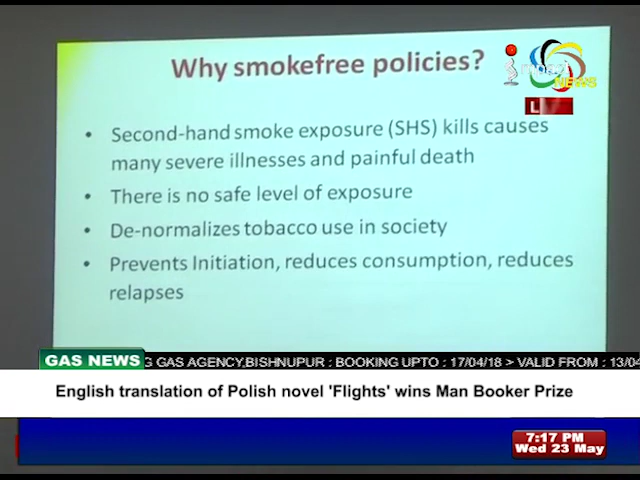 Why smokefree policies?
NEWS
• Second-hand smoke exposure (SHS) kills causes
many severe illnesses and painful death
• There is no safe level of exposure
• De-normalizes tobacco use in society
• Prevents Initiation, reduces consumption, reduces
relapses
GAS NEWS
G GAS AGENCY,BISHNUPUR : BOOKING UPTO : 17/04/18 > VALID FROM : 13/04
English translation of Polish novel 'Flights' wins Man Booker Prize
7:17 PM
Wed 23 May